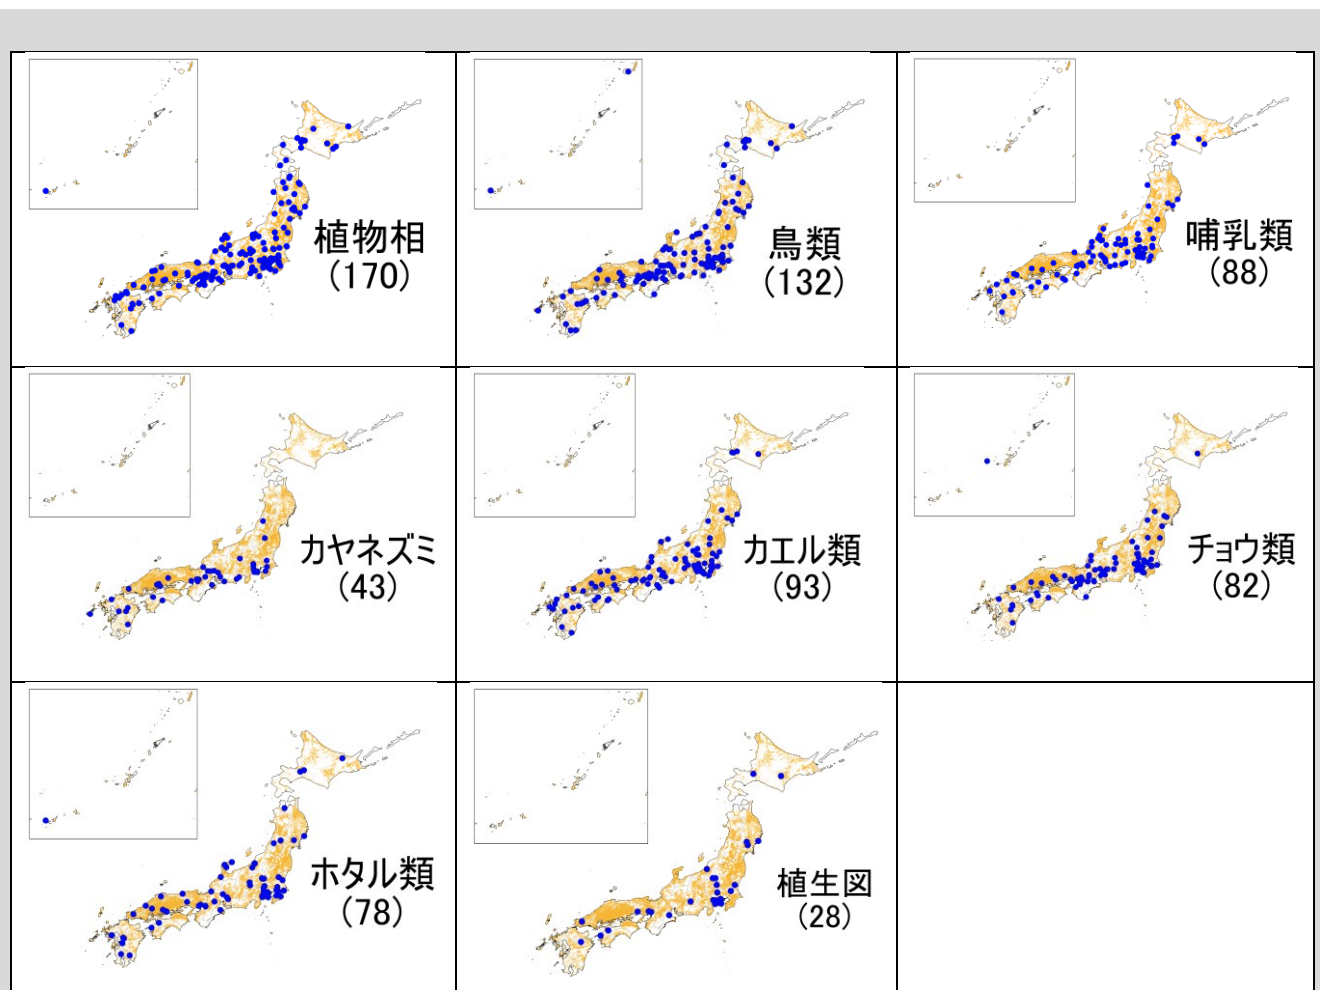 植物相
(170)
鳥類
(132)
哺乳類
(88)
カヤネズミ
(43)
カエル類
(93)
チョウ類
(82)
ホタル類
(78)
植生図
(28)